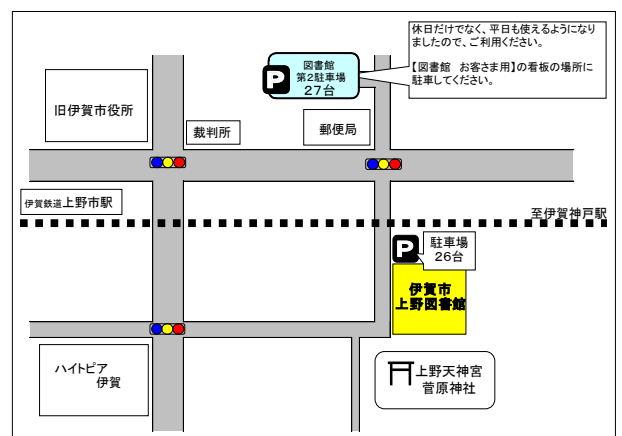 休日だけでなく、平日も使えるようになり
ましたので、ご利用ください。
【図書館 お客さま用】の看板の場所に
駐車してください。
P
図書館
第2駐車場
27台
旧伊賀市役所
裁判所
郵便局
伊賀鉄道上野市駅
至伊賀神戸駅
P
駐車場
26台
伊賀市
上野図書館
ハイトピア
伊賀
上野天神宮
菅原神社